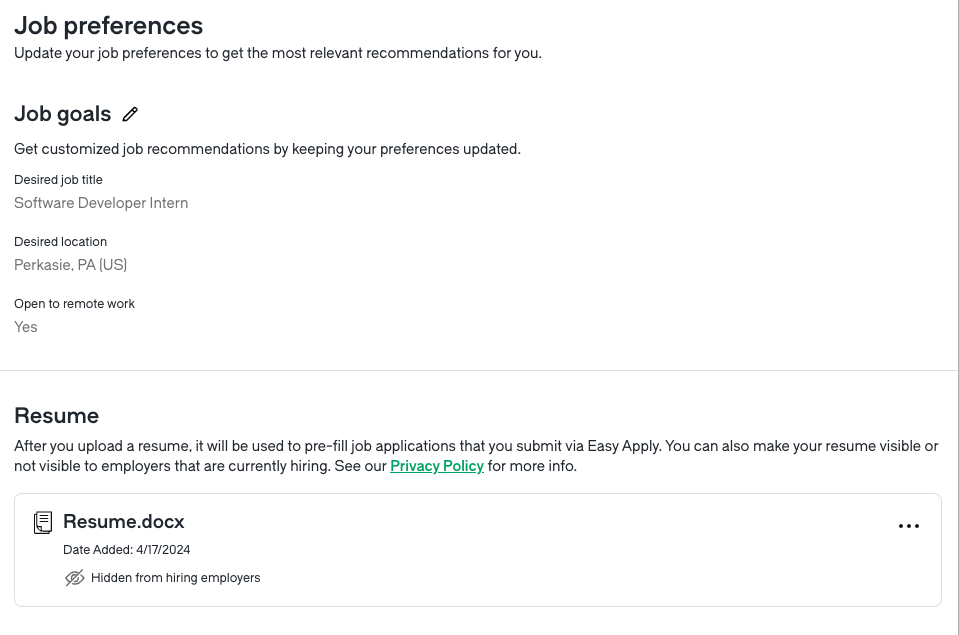 Job preferences
Update your job preferences to get the most relevant recommendations for you.
Job goals
Get customized job recommendations by keeping your preferences updated.
Desired job title
Software Developer Intern
Desired location
Perkasie, PA (US)
Open to remote work
Yes
Resume
After you upload a resume, it will be used to pre-fill job applications that you submit via Easy Apply. You can also make your resume visible or
not visible to employers that are currently hiring. See our Privacy Policy for more info.
Resume.docx
Date Added: 4/17/2024
Hidden from hiring employers